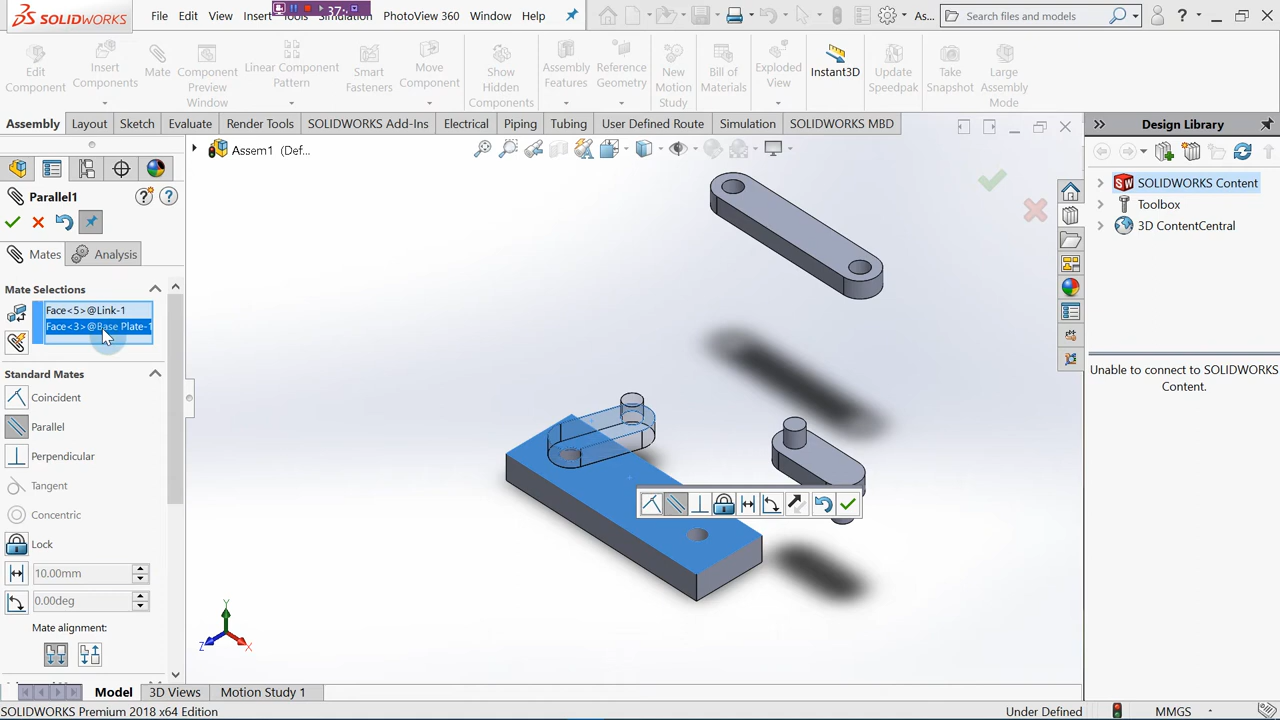 SOLIDWORKS
File Edit View Insert Tools Simulation PhotoView 360 Window Help
37
As...
Search files and models
Edit Component
Insert Components
Mate
Component Preview Window
Linear Component Pattern
Smart Fasteners
Move Component
Show Hidden Components
Assembly Features
Reference Geometry
New Motion Study
Bill of Materials
Exploded View
Instant3D
Update Speedpak
Take Snapshot
Large Assembly Mode
Assembly Layout Sketch Evaluate Render Tools SOLIDWORKS Add-Ins Electrical Piping Tubing User Defined Route Simulation SOLIDWORKS MBD
Design Library
Assem1 (Def...
Parallel1
Mates Analysis
Mate Selections
Face<5>@Link-1
Face<3>@Base Plate-1
Standard Mates
Coincident
Parallel
Perpendicular
Tangent
Concentric
Lock
10.00mm
0.00deg
Mate alignment:
SOLIDWORKS Content
Toolbox
3D ContentCentral
Unable to connect to SOLIDWORKS
Content.
Y
Z
X
Model 3D Views Motion Study 1
SOLIDWORKS Premium 2018 x64 Edition
Under Defined
MMGS